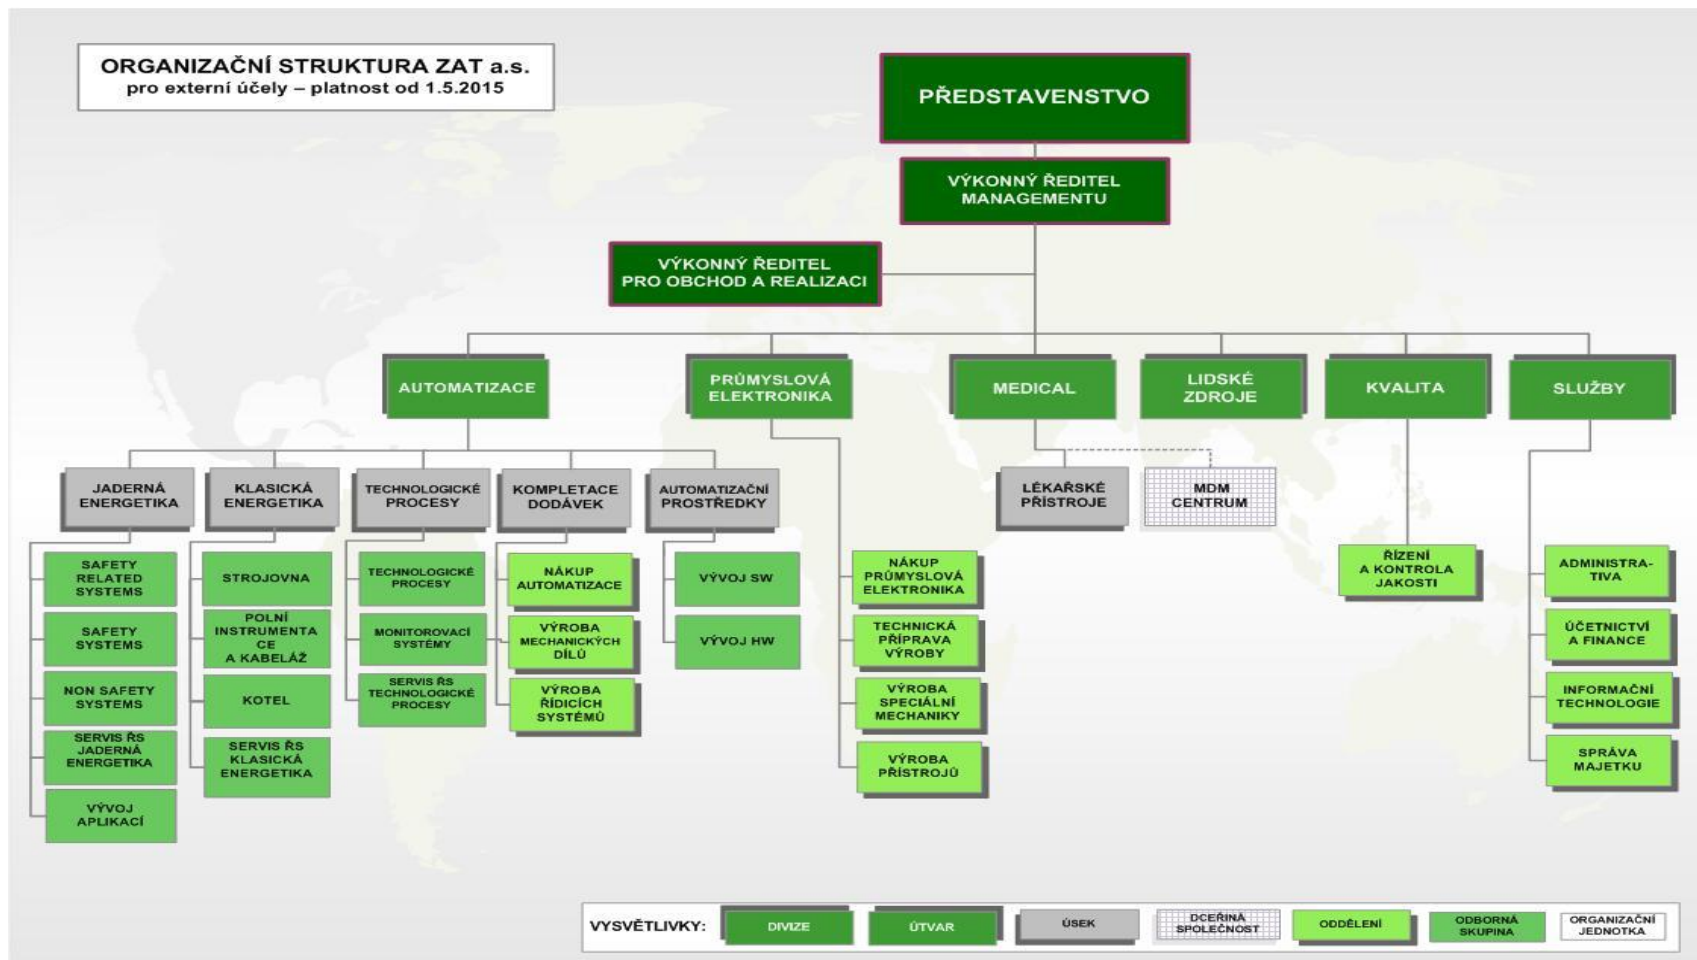 ORGANIZAČNÍ STRUKTURA ZAT a.s.
pro externí účely – platnost od 1.5.2015
PŘEDSTAVENSTVO
VÝKONNÝ ŘEDITEL
MANAGEMENTU
VÝKONNÝ ŘEDITEL
PRO OBCHOD A REALIZACI
AUTOMATIZACE
PRŮMYSLOVÁ
ELEKTRONIKA
MEDICAL
LIDSKÉ
ZDROJE
KVALITA
SLUŽBY
JADERNÁ
ENERGETIKA
KLASICKÁ
ENERGETIKA
TECHNOLOGICKÉ
PROCESY
KOMPLETACE
DODÁVEK
AUTOMATIZAČNÍ
PROSTŘEDKY
LÉKAŘSKÉ
PŘÍSTROJE
MDM
CENTRUM
SAFETY
RELATED
SYSTEMS
SAFETY
SYSTEMS
NON SAFETY
SYSTEMS
SERVIS ŘS
JADERNÁ
ENERGETIKA
VÝVOJ
APLIKACÍ
STROJOVNA
POLNÍ
INSTRUMENTA
CE
A KABELÁŽ
KOTEL
SERVIS ŘS
KLASICKÁ
ENERGETIKA
TECHNOLOGICKÉ
PROCESY
MONITOROVACÍ
SYSTÉMY
SERVIS ŘS
TECHNOLOGICKÉ
PROCESY
NÁKUP
AUTOMATIZACE
VÝROBA
MECHANICKÝCH
DÍLŮ
VÝROBA
ŘÍDICÍCH
SYSTÉMŮ
VÝVOJ SW
VÝVOJ HW
NÁKUP
PRŮMYSLOVÁ
ELEKTRONIKA
TECHNICKÁ
PŘÍPRAVA
VÝROBY
VÝROBA
SPECIÁLNÍ
MECHANIKY
VÝROBA
PŘÍSTROJŮ
ŘÍZENÍ
A KONTROLA
JAKOSTI
ADMINISTRA-
TIVA
ÚČETNICTVÍ
A FINANCE
INFORMAČNÍ
TECHNOLOGIE
SPRÁVA
MAJETKU
VYSVĚTLIVKY:
DIVIZE
ÚTVAR
ÚSEK
DCEŘINÁ
SPOLEČNOST
ODDĚLENÍ
ODBORNÁ
SKUPINA
ORGANIZAČNÍ
JEDNOTKA